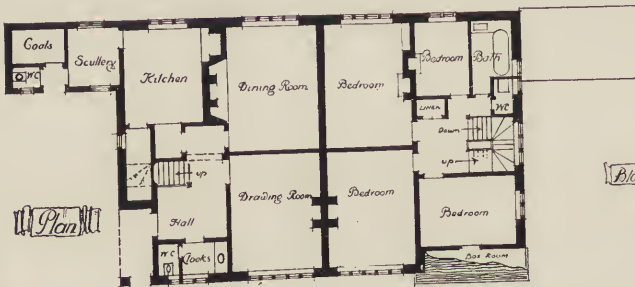 Coals
WC
Scullery
Kitchen
Dining Room
Bedroom
Bedroom
Bath
Linen
WC
Down
up
up
Plan
Hall
Drawing Room
Bedroom
Bedroom
WC
Cloaks
Box Room